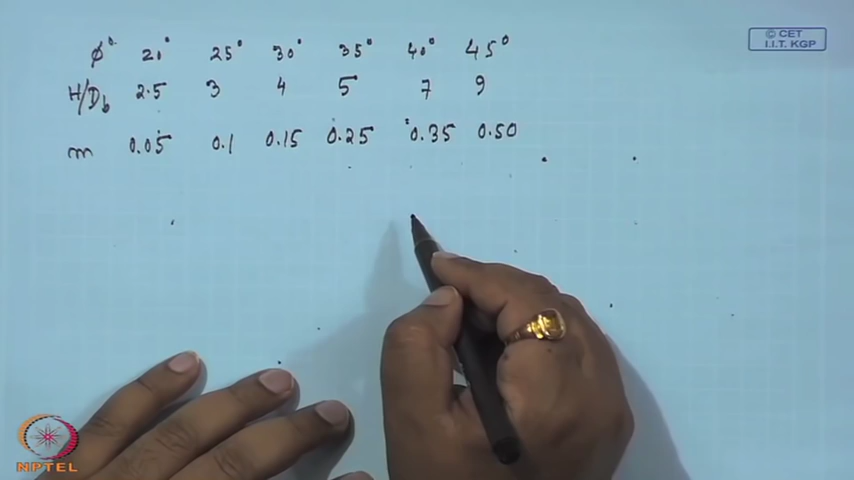 © CET
I.I.T. KGP
φ° 20° 25° 30° 35° 40° 45°
H/D_b 2.5 3 4 5 7 9
m 0.05 0.1 0.15 0.25 0.35 0.50
NPTEL